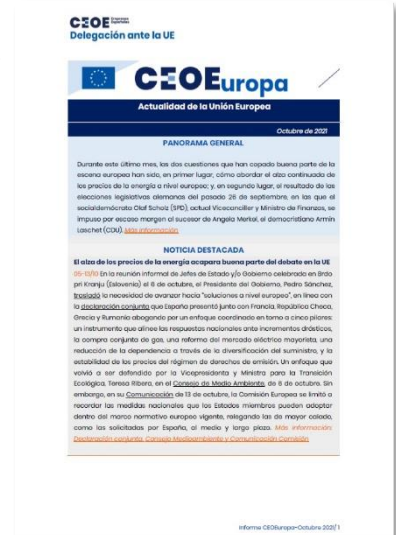 CEOE Empresas Españolas
Delegación ante la UE
CEOEuropa
Actualidad de la Unión Europea
Octubre de 2021
PANORAMA GENERAL
Durante este último mes, las dos cuestiones que han copado buena parte de la
escena europea han sido, en primer lugar, cómo abordar el alza continuada de
los precios de la energía a nivel europeo; y, en segundo lugar, el resultado de las
elecciones legislativas alemanas del pasado 26 de septiembre, en las que el
socialdemócrata Olaf Scholz (SPD), actual Vicecanciller y Ministro de Finanzas, se
impuso por escaso margen al sucesor de Angela Merkel, el democristiano Armin
Laschet (CDU). Más información
NOTICIA DESTACADA
El alza de los precios de la energía acapara buena parte del debate en la UE
05-13/10 En la reunión informal de Jefes de Estado y/o Gobierno celebrada en Brdo
pri Kranju (Eslovenia) el 6 de octubre, el Presidente del Gobierno, Pedro Sánchez,
trasladó la necesidad de avanzar hacia "soluciones a nivel europeo", en línea con
la declaración conjunta que España presentó junto con Francia, República Checa,
Grecia y Rumanía abogando por un enfoque coordinado en torno a cinco pilares:
un instrumento que alinee las respuestas nacionales ante incrementos drásticos,
la compra conjunta de gas, una reforma del mercado eléctrico mayorista, una
reducción de la dependencia a través de la diversificación del suministro, y la
estabilidad de los precios del régimen de derechos de emisión. Un enfoque que
volvió a ser defendido por la Vicepresidenta y Ministra para la Transición
Ecológica, Teresa Ribera, en el Consejo de Medio Ambiente, de 6 de octubre. Sin
embargo, en su Comunicación de 13 de octubre, la Comisión Europea se limitó a
recordar las medidas nacionales que los Estados miembros pueden adoptar
dentro del marco normativo europeo vigente, relegando las de mayor calado,
como las solicitadas por España, al medio y largo plazo. Más información:
Declaración conjunta, Consejo Medioambiente y Comunicación Comisión
Informe CEOEuropa-Octubre 2021/ 1